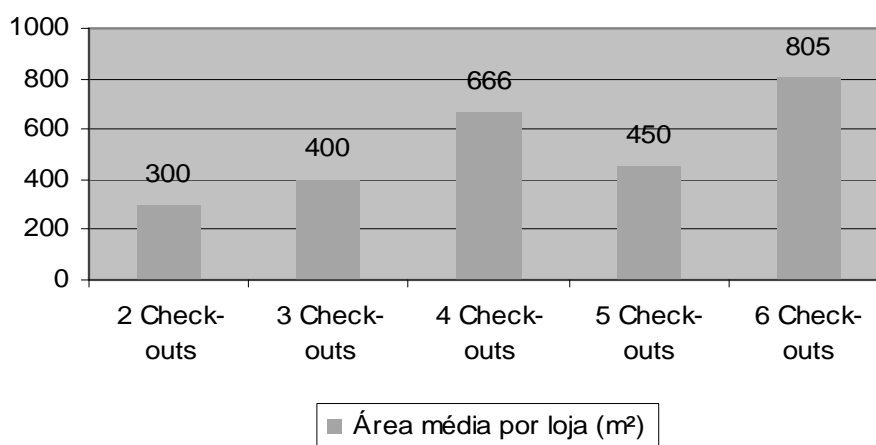 1000
800
600
400
200
0
300
400
666
450
805
2 Check-
outs
3 Check-
outs
4 Check-
outs
5 Check-
outs
6 Check-
outs
Área média por loja (m²)